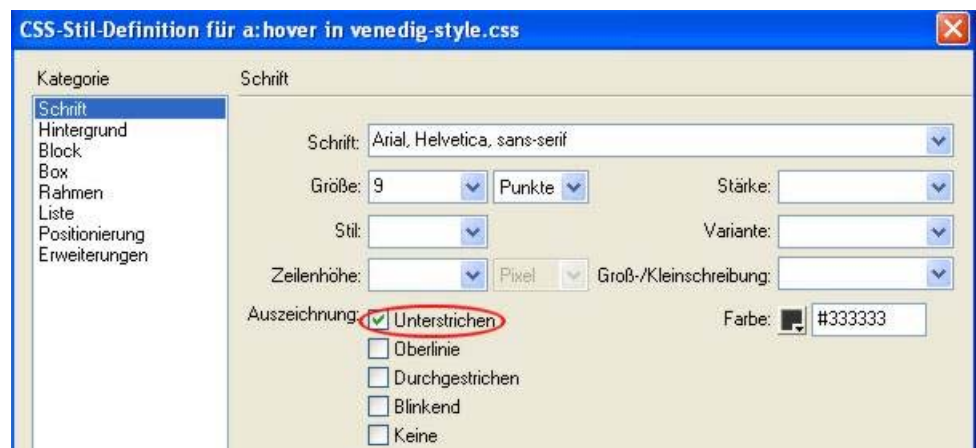 CSS-Stil-Definition für a:hover in venedig-style.css
Kategorie
Schrift
Hintergrund
Block
Box
Rahmen
Liste
Positionierung
Erweiterungen
Schrift
Schrift: Arial, Helvetica, sans-serif
Größe: 9 Punkte Stärke:
Stil: Variante:
Zeilenhöhe: Pixel Groß-/Kleinschreibung:
Auszeichnung: Unterstrichen Farbe: #333333
Oberlinie
Durchgestrichen
Blinkend
Keine